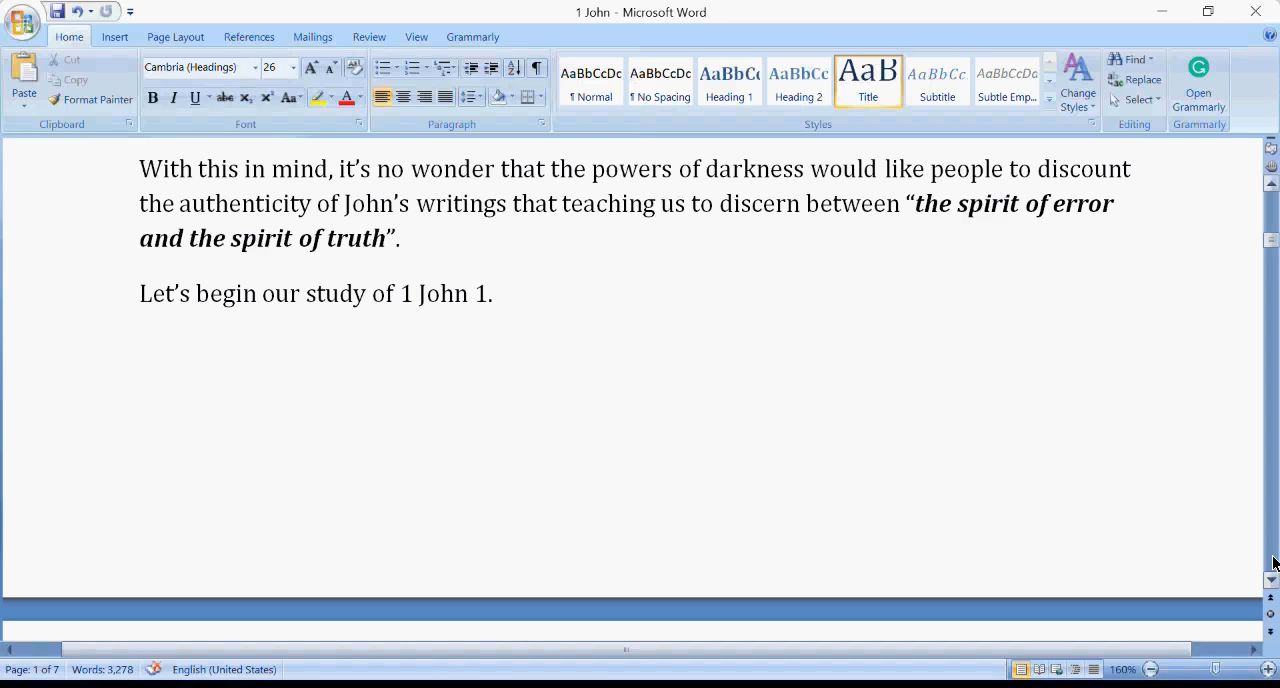 1 John - Microsoft Word
Home Insert Page Layout References Mailings Review View Grammarly
Paste
Cut
Copy
Format Painter
Clipboard
Cambria (Headings) 26
B I U abc X₂ X² Aa A
Font
Paragraph
AaBbCcDc AaBbCcDc AaBbC AaBbCc AaB AaBbCc. AaBbCcDa
¶ Normal ¶ No Spacing Heading 1 Heading 2 Title Subtitle Subtle Emp...
Change
Styles
Styles
Find
Replace
Select
Editing
Open
Grammarly
Grammarly
With this in mind, it’s no wonder that the powers of darkness would like people to discount
the authenticity of John’s writings that teaching us to discern between “the spirit of error
and the spirit of truth”.
Let’s begin our study of 1 John 1.
Page: 1 of 7 Words: 3,278 English (United States) 160%